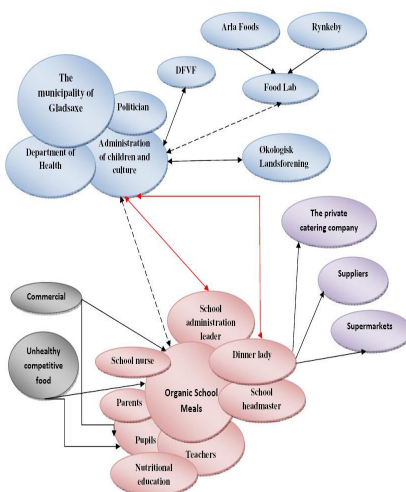 Arla Foods
Rynkeby
The
municipality of
Gladsaxe
DFVF
Food Lab
Politician
Department of
Health
Administration
of children and
culture
Økologisk
Landsforening
The private
catering company
Suppliers
Supermarkets
Commercial
Unhealthy
competitive
food
School
administration
leader
School nurse
Dinner lady
Organic School
Meals
School
headmaster
Parents
Pupils
Teachers
Nutritional
education